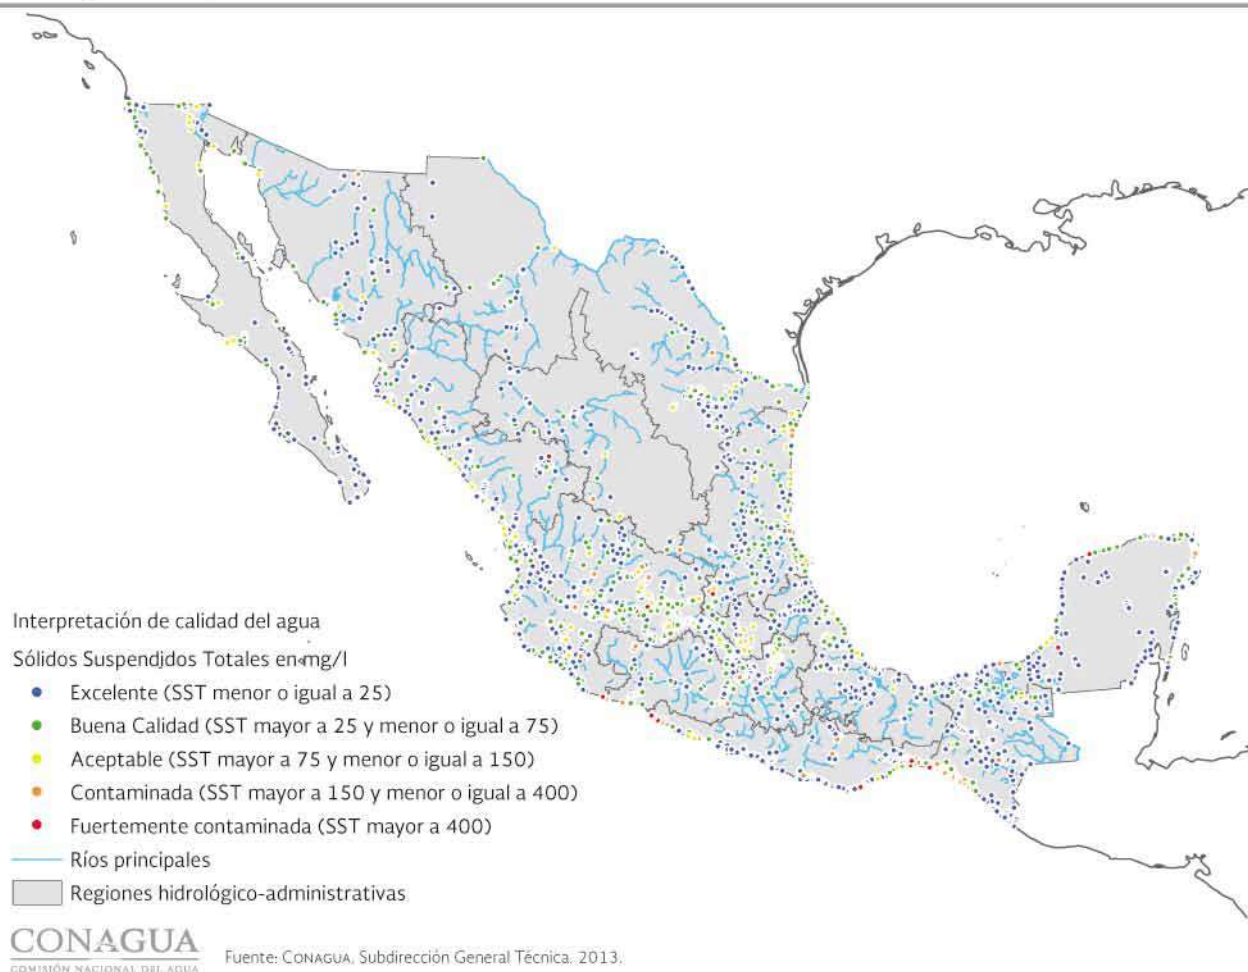 Interpretación de calidad del agua
Sólidos Suspendidos Totales en mg/l
Excelente (SST menor o igual a 25)
Buena Calidad (SST mayor a 25 y menor o igual a 75)
Aceptable (SST mayor a 75 y menor o igual a 150)
Contaminada (SST mayor a 150 y menor o igual a 400)
Fuertemente contaminada (SST mayor a 400)
Ríos principales
Regiones hidrológico-administrativas
CONAGUA
COMISIÓN NACIONAL DEL AGUA
Fuente: CONAGUA. Subdirección General Técnica. 2013.